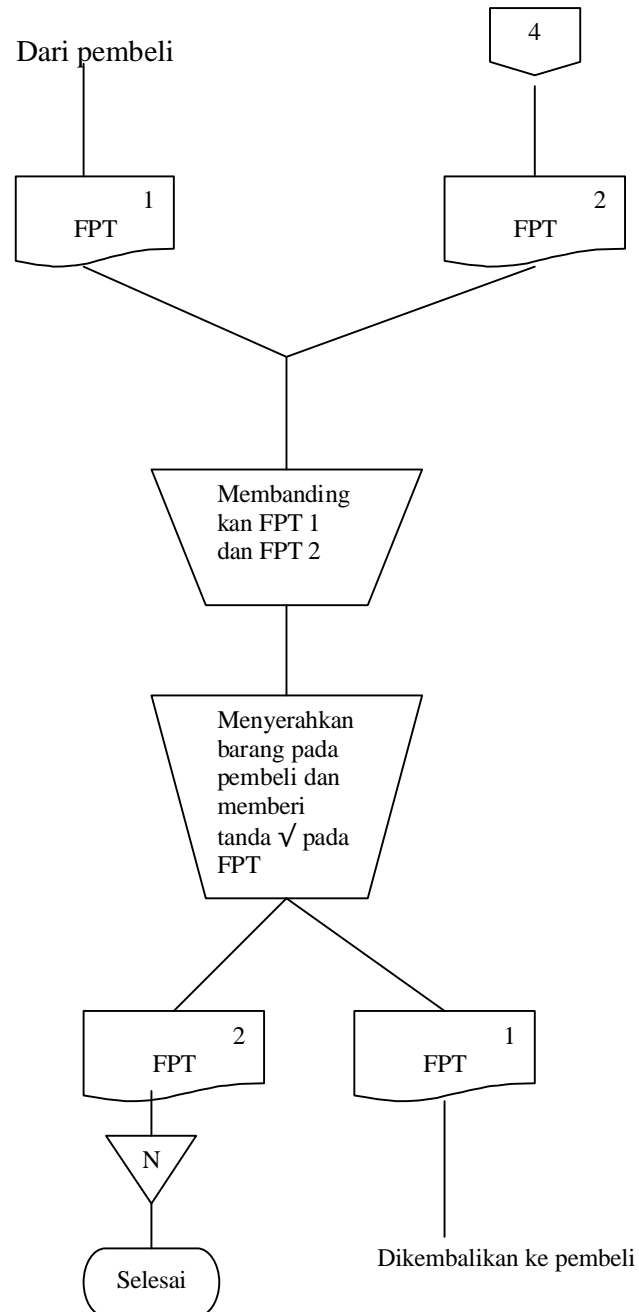 Dari pembeli
4
1
FPT
2
FPT
Membanding
kan FPT 1
dan FPT 2
Menyerahkan
barang pada
pembeli dan
memberi
tanda √ pada
FPT
2
FPT
1
FPT
N
Dikembalikan ke pembeli
Selesai